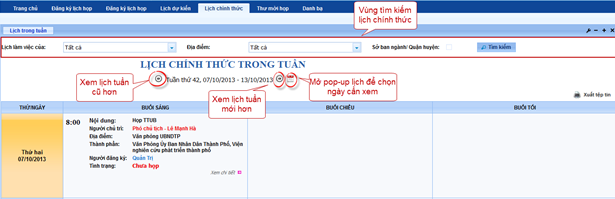 Trang chủ Đăng ký lịch họp Đăng ký lịch họp Lịch dự kiến Lịch chính thức Thư mời họp Danh bạ
Vùng tìm kiếm
lịch chính thức
Lịch trong tuần
Lịch làm việc của: Tất cả Địa điểm: Tất cả Sở ban ngành/ Quận huyện: Tìm kiếm
LỊCH CHÍNH THỨC TRONG TUẦN
Tuần thứ 42, 07/10/2013 - 13/10/2013
Xem lịch tuần
cũ hơn
Xem lịch tuần
mới hơn
Mở pop-up lịch để chọn
ngày cần xem
Xuất tệp tin
THỨ/NGÀY BUỔI SÁNG BUỔI CHIỀU BUỔI TỐI
Thứ hai
07/10/2013
8:00 Nội dung: Họp TTUB
Người chủ trì: Phó chủ tịch - Lê Mạnh Hà
Địa điểm: Văn phòng UBNDTP
Thành phần: Văn Phòng Ủy Ban Nhân Dân Thành Phố, Viện
nghiên cứu phát triển thành phố
Người đăng ký: Quản Trị
Tình trạng: Chưa họp
Xem chi tiết